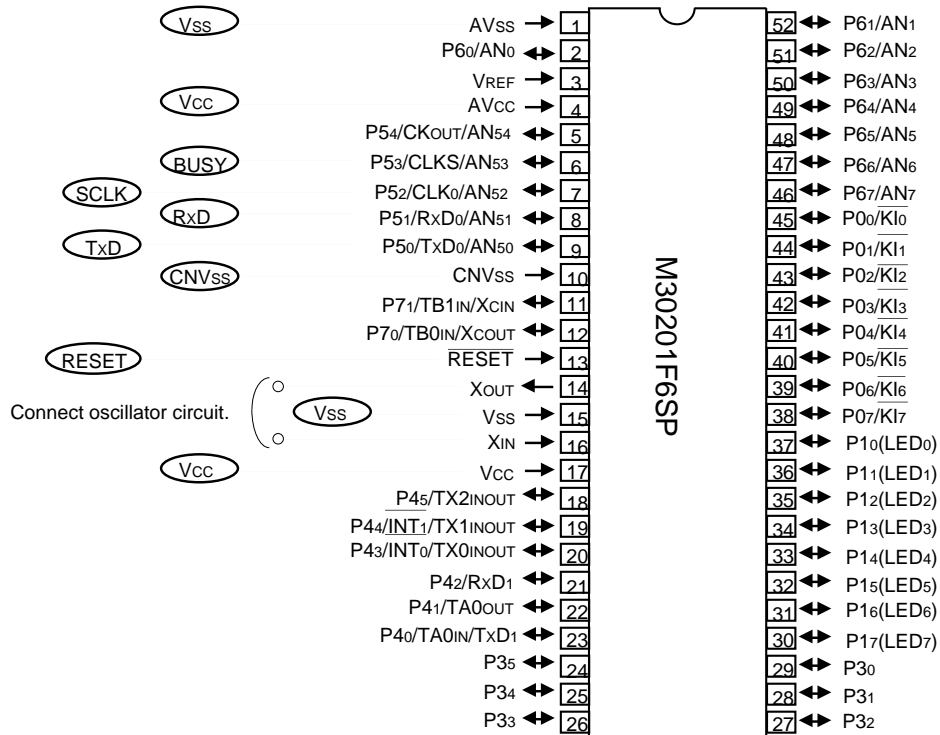 Vss AVss 1 52 P61/AN1
P60/AN0 2 51 P62/AN2
VREF 3 50 P63/AN3
Vcc AVcc 4 49 P64/AN4
P54/CKOUT/AN54 5 48 P65/AN5
BUSY P53/CLKS/AN53 6 47 P66/AN6
SCLK P52/CLK0/AN52 7 46 P67/AN7
RxD P51/RxD0/AN51 8 45 P00/KI0
TxD P50/TxD0/AN50 9 44 P01/KI1
CNVss CNVss 10 43 P02/KI2
P71/TB1IN/XCIN 11 42 P03/KI3
P70/TB0IN/XCOUT 12 41 P04/KI4
RESET RESET 13 40 P05/KI5
XOUT 14 39 P06/KI6
Connect oscillator circuit. Vss Vss 15 38 P07/KI7
XIN 16 37 P10(LED0)
Vcc Vcc 17 36 P11(LED1)
P45/TX2INOUT 18 35 P12(LED2)
P44/INT1/TX1INOUT 19 34 P13(LED3)
P43/INT0/TX0INOUT 20 33 P14(LED4)
P42/RxD1 21 32 P15(LED5)
P41/TA0OUT 22 31 P16(LED6)
P40/TA0IN/TxD1 23 30 P17(LED7)
P35 24 29 P30
P34 25 28 P31
P33 26 27 P32
M30201F6SP